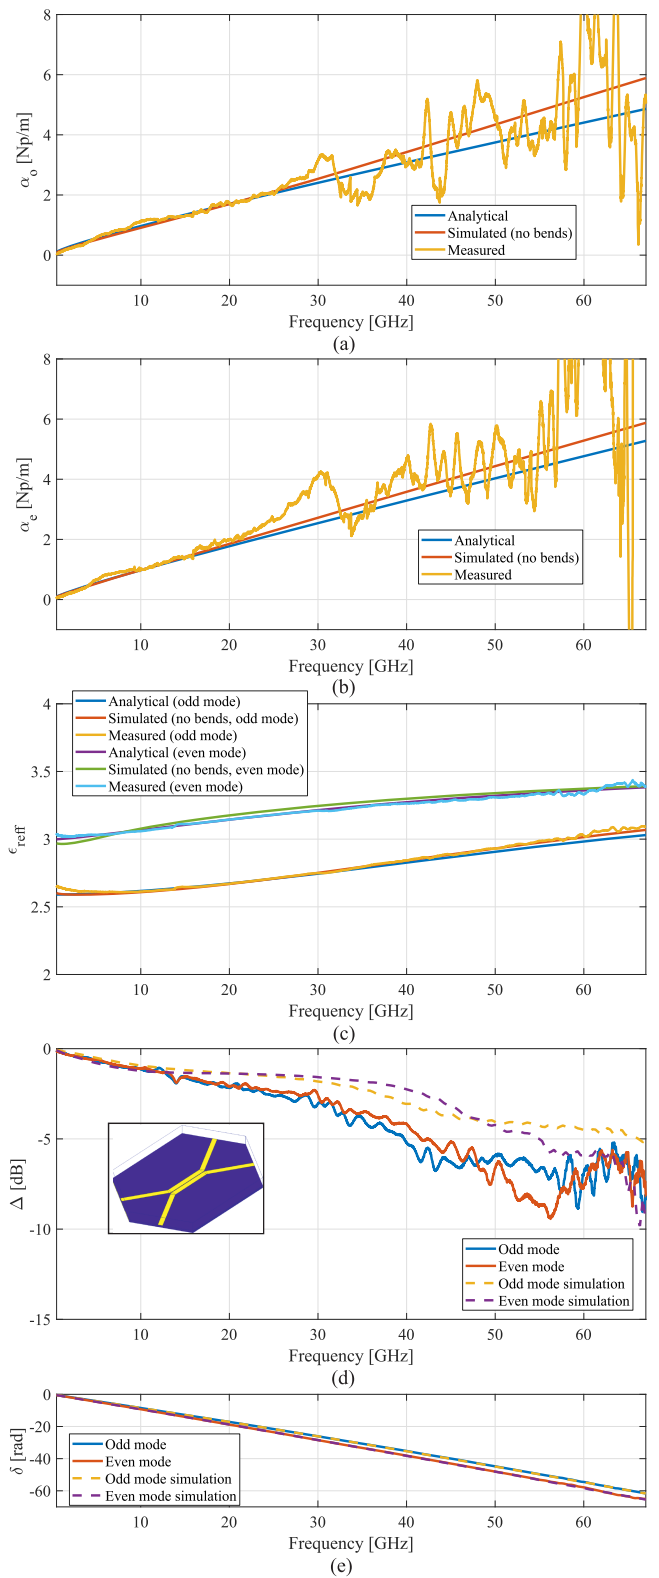 8
6
4
2
0
α_o [Np/m]
Analytical
Simulated (no bends)
Measured
10 20 30 40 50 60
Frequency [GHz]
(a)
8
6
4
2
0
α_e [Np/m]
Analytical
Simulated (no bends)
Measured
10 20 30 40 50 60
Frequency [GHz]
(b)
Analytical (odd mode)
Simulated (no bends, odd mode)
Measured (odd mode)
Analytical (even mode)
Simulated (no bends, even mode)
Measured (even mode)
4
3.5
3
2.5
2
ϵ_reff
10 20 30 40 50 60
Frequency [GHz]
(c)
0
-5
-10
-15
Δ [dB]
Odd mode
Even mode
Odd mode simulation
Even mode simulation
10 20 30 40 50 60
Frequency [GHz]
(d)
0
-20
-40
-60
δ [rad]
Odd mode
Even mode
Odd mode simulation
Even mode simulation
10 20 30 40 50 60
Frequency [GHz]
(e)